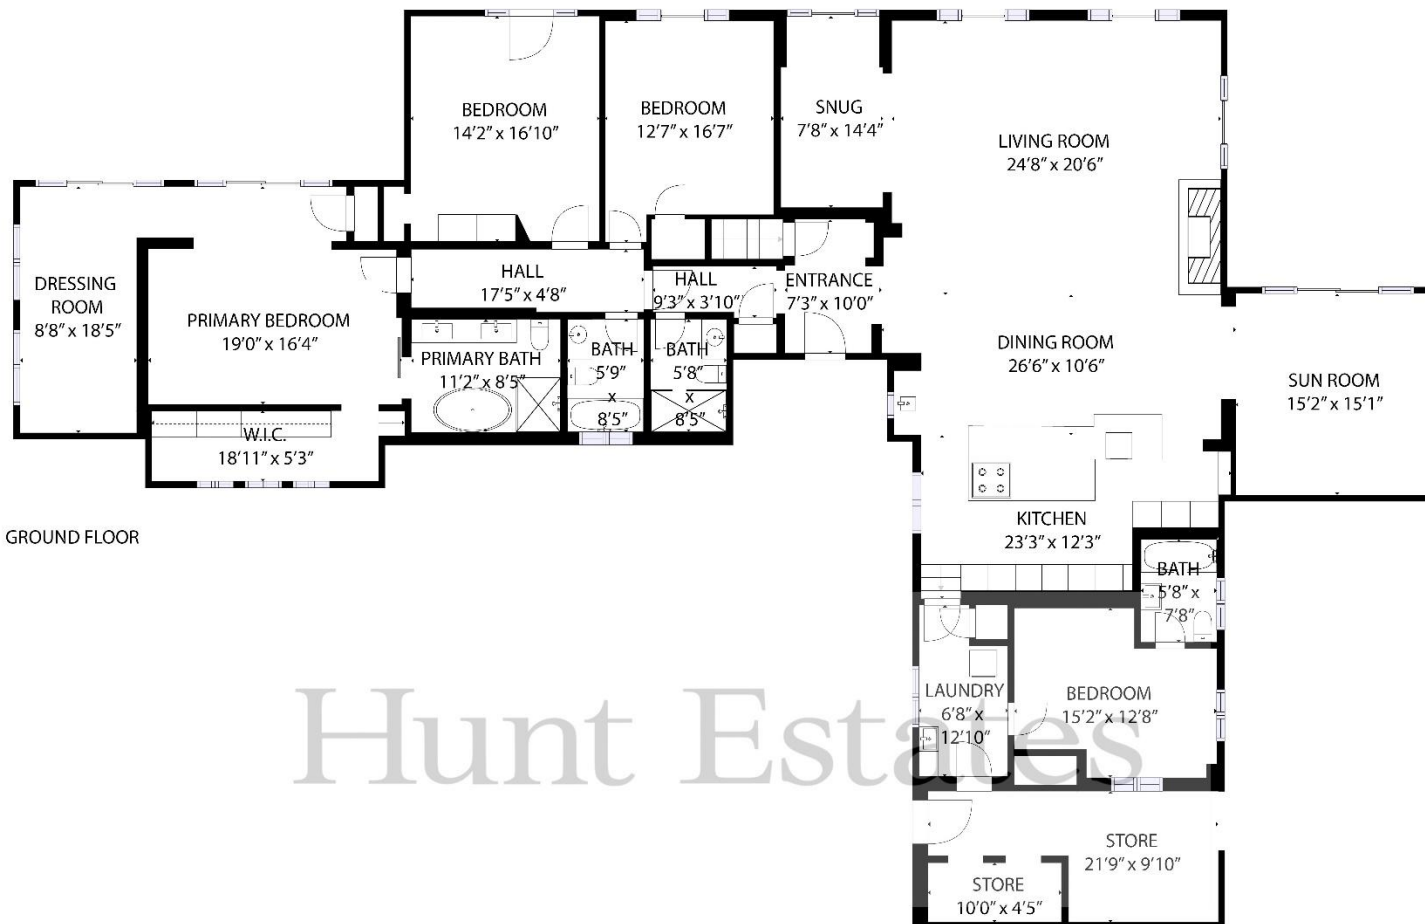 BEDROOM
14'2" x 16'10"
BEDROOM
12'7" x 16'7"
SNUG
7'8" x 14'4"
LIVING ROOM
24'8" x 20'6"
DRESSING
ROOM
8'8" x 18'5"
PRIMARY BEDROOM
19'0" x 16'4"
HALL
17'5" x 4'8"
HALL
9'3" x 3'10"
ENTRANCE
7'3" x 10'0"
PRIMARY BATH
11'2" x 8'5"
BATH
5'9"
x
8'5"
BATH
5'8"
x
8'5"
DINING ROOM
26'6" x 10'6"
SUN ROOM
15'2" x 15'1"
W.I.C.
18'11" x 5'3"
GROUND FLOOR
KITCHEN
23'3" x 12'3"
BATH
5'8" x
7'8"
LAUNDRY
6'8" x
12'10"
BEDROOM
15'2" x 12'8"
Hunt Estates
STORE
21'9" x 9'10"
STORE
10'0" x 4'5"